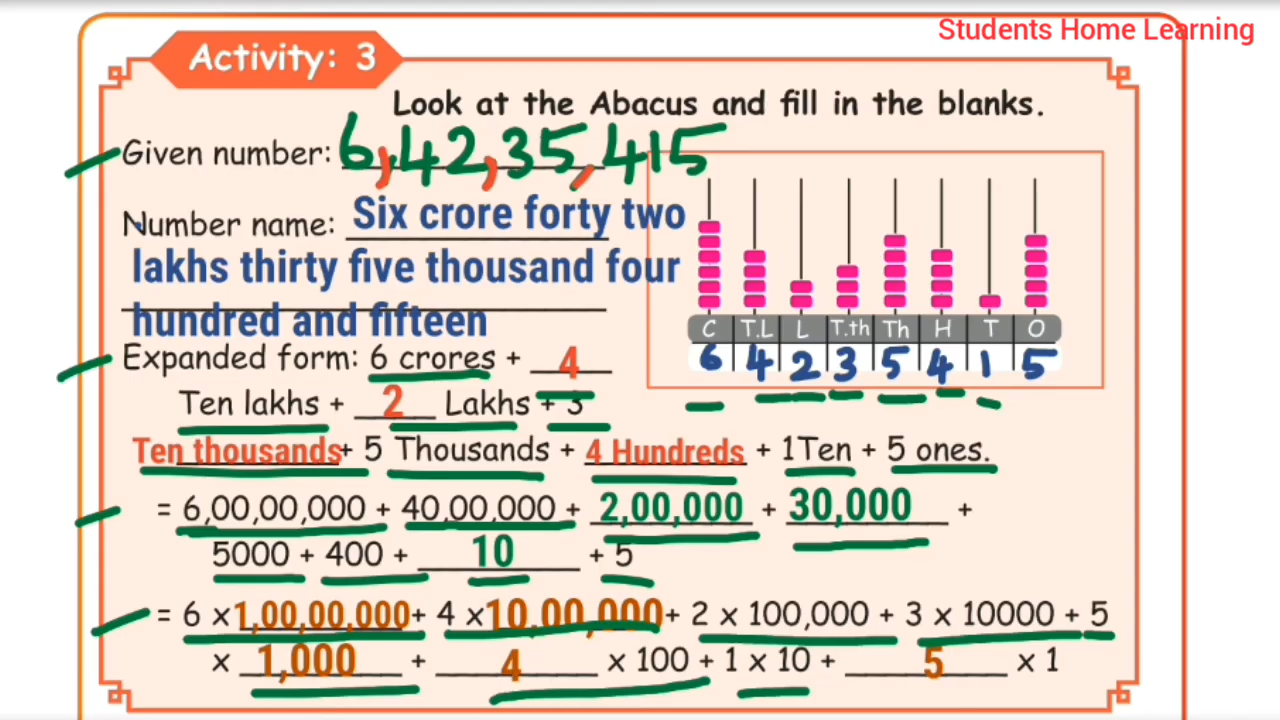 Students Home Learning
Activity: 3
Look at the Abacus and fill in the blanks.
Given number: 6,42,35,415
Number name: Six crore forty two
lakhs thirty five thousand four
hundred and fifteen
C T.L L T.th Th H T O
6 4 2 3 5 4 1 5
Expanded form: 6 crores + 4
Ten lakhs + 2 Lakhs + 3
Ten thousands + 5 Thousands + 4 Hundreds + 1Ten + 5 ones.
= 6,00,00,000 + 40,00,000 + 2,00,000 + 30,000 +
5000 + 400 + 10 + 5
= 6 × 1,00,00,000 + 4 × 10,00,000 + 2 × 100,000 + 3 × 10000 + 5
× 1,000 + 4 × 100 + 1 × 10 + 5 × 1